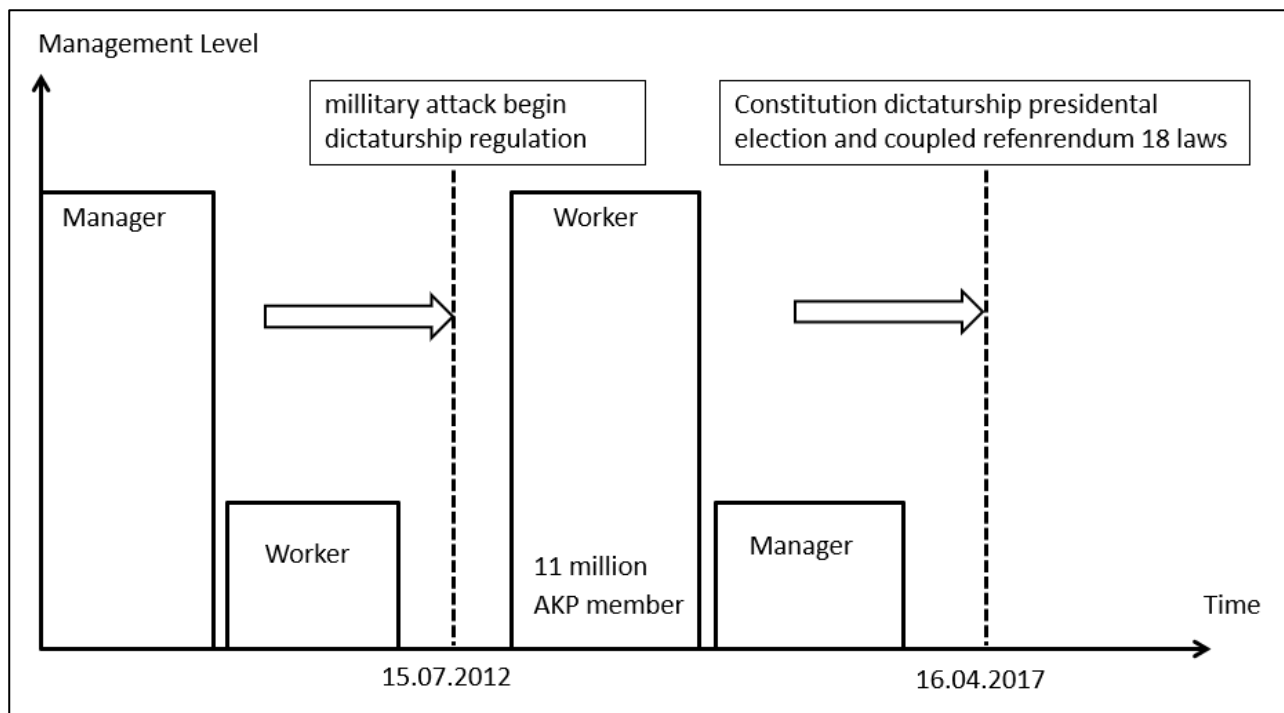 Management Level
millitary attack begin
dictaturship regulation
Constitution dictaturship presidental
election and coupled refenrendum 18 laws
Manager
Worker
Worker
11 million
AKP member
Manager
Time
15.07.2012
16.04.2017